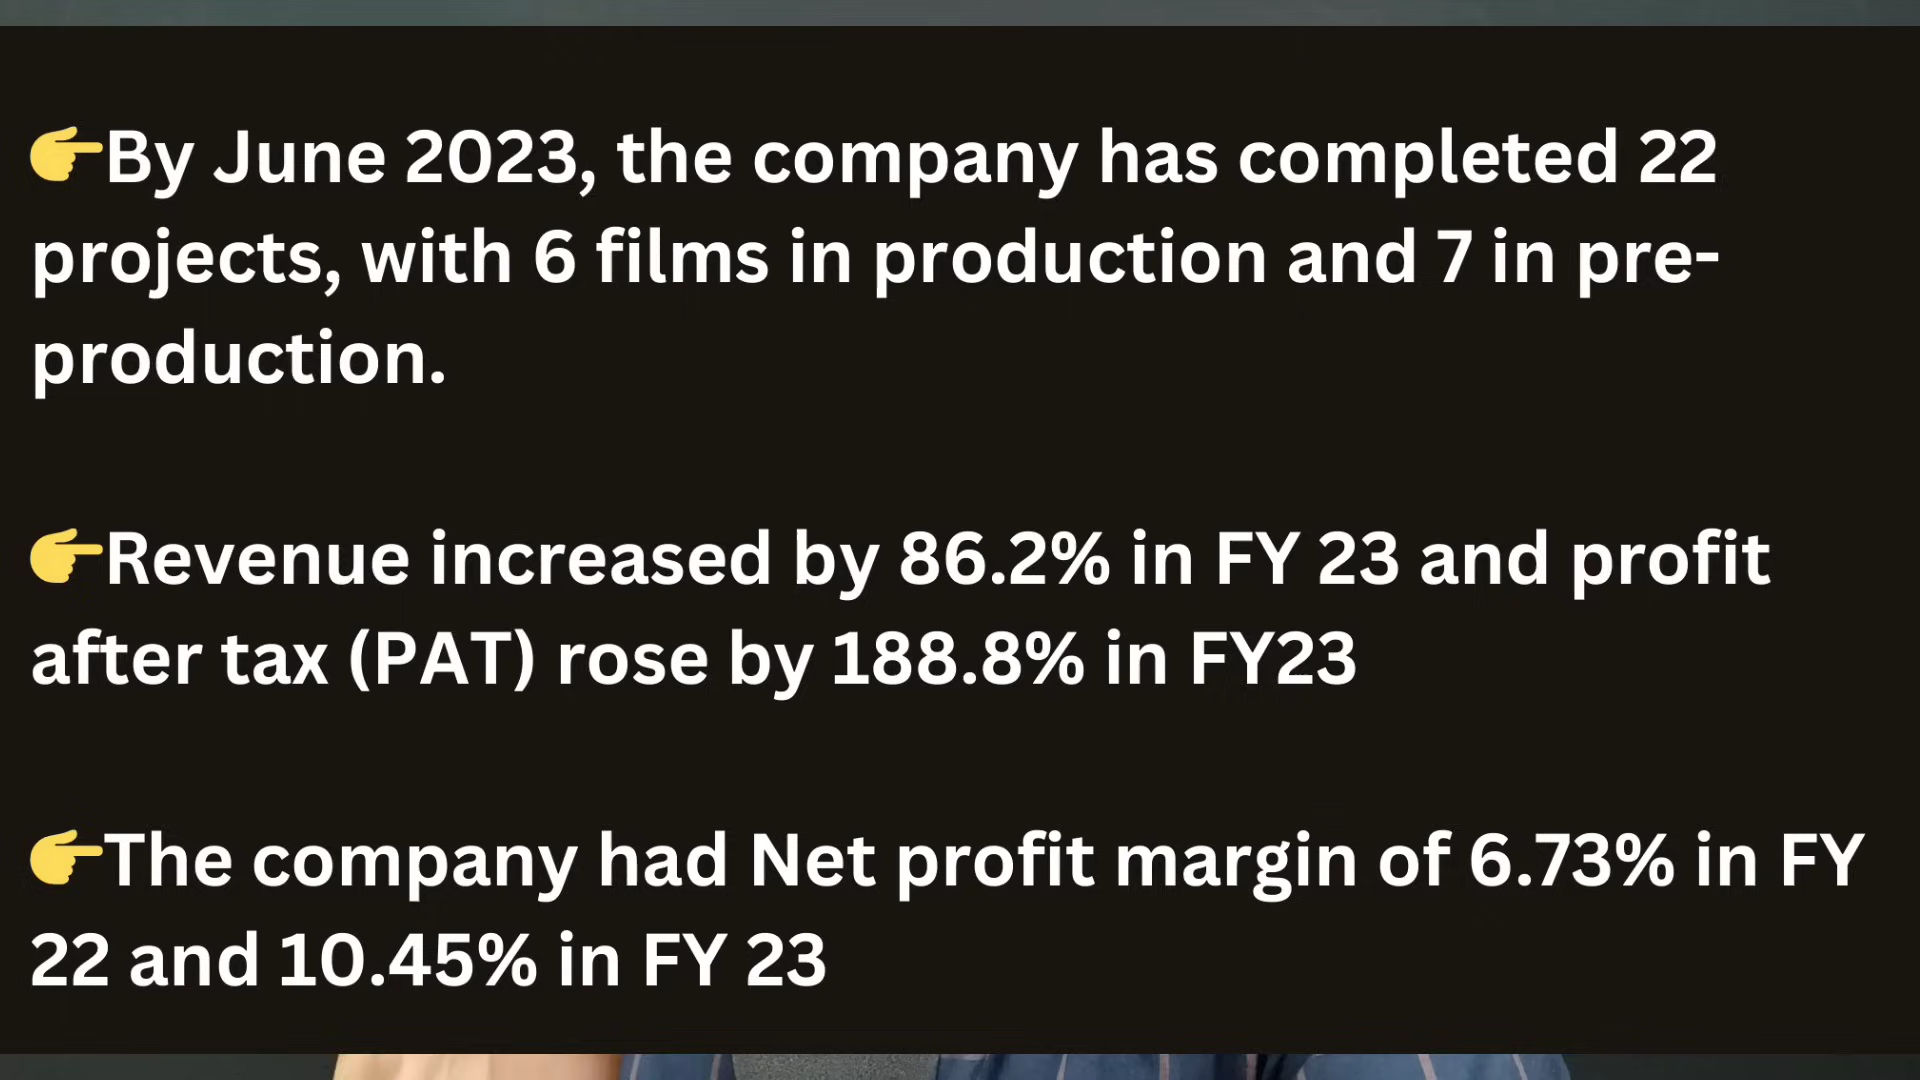 👉By June 2023, the company has completed 22
projects, with 6 films in production and 7 in pre-
production.
👉Revenue increased by 86.2% in FY 23 and profit
after tax (PAT) rose by 188.8% in FY23
👉The company had Net profit margin of 6.73% in FY
22 and 10.45% in FY 23